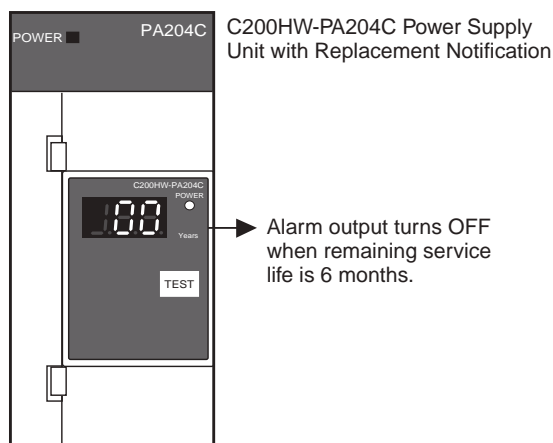 POWER
PA204C
C200HW-PA204C Power Supply
Unit with Replacement Notification
C200HW-PA204C
POWER
00
Years
TEST
Alarm output turns OFF
when remaining service
life is 6 months.